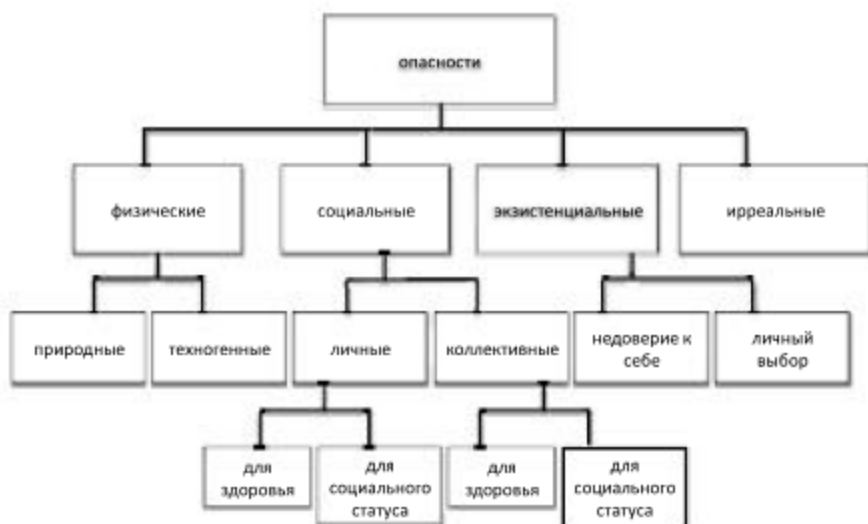 опасности
физические
социальные
экзистенциальные
ирреальные
природные
техногенные
личные
коллективные
недоверие к
себе
личный
выбор
для
здоровья
для
социального
статуса
для
здоровья
для
социального
статуса